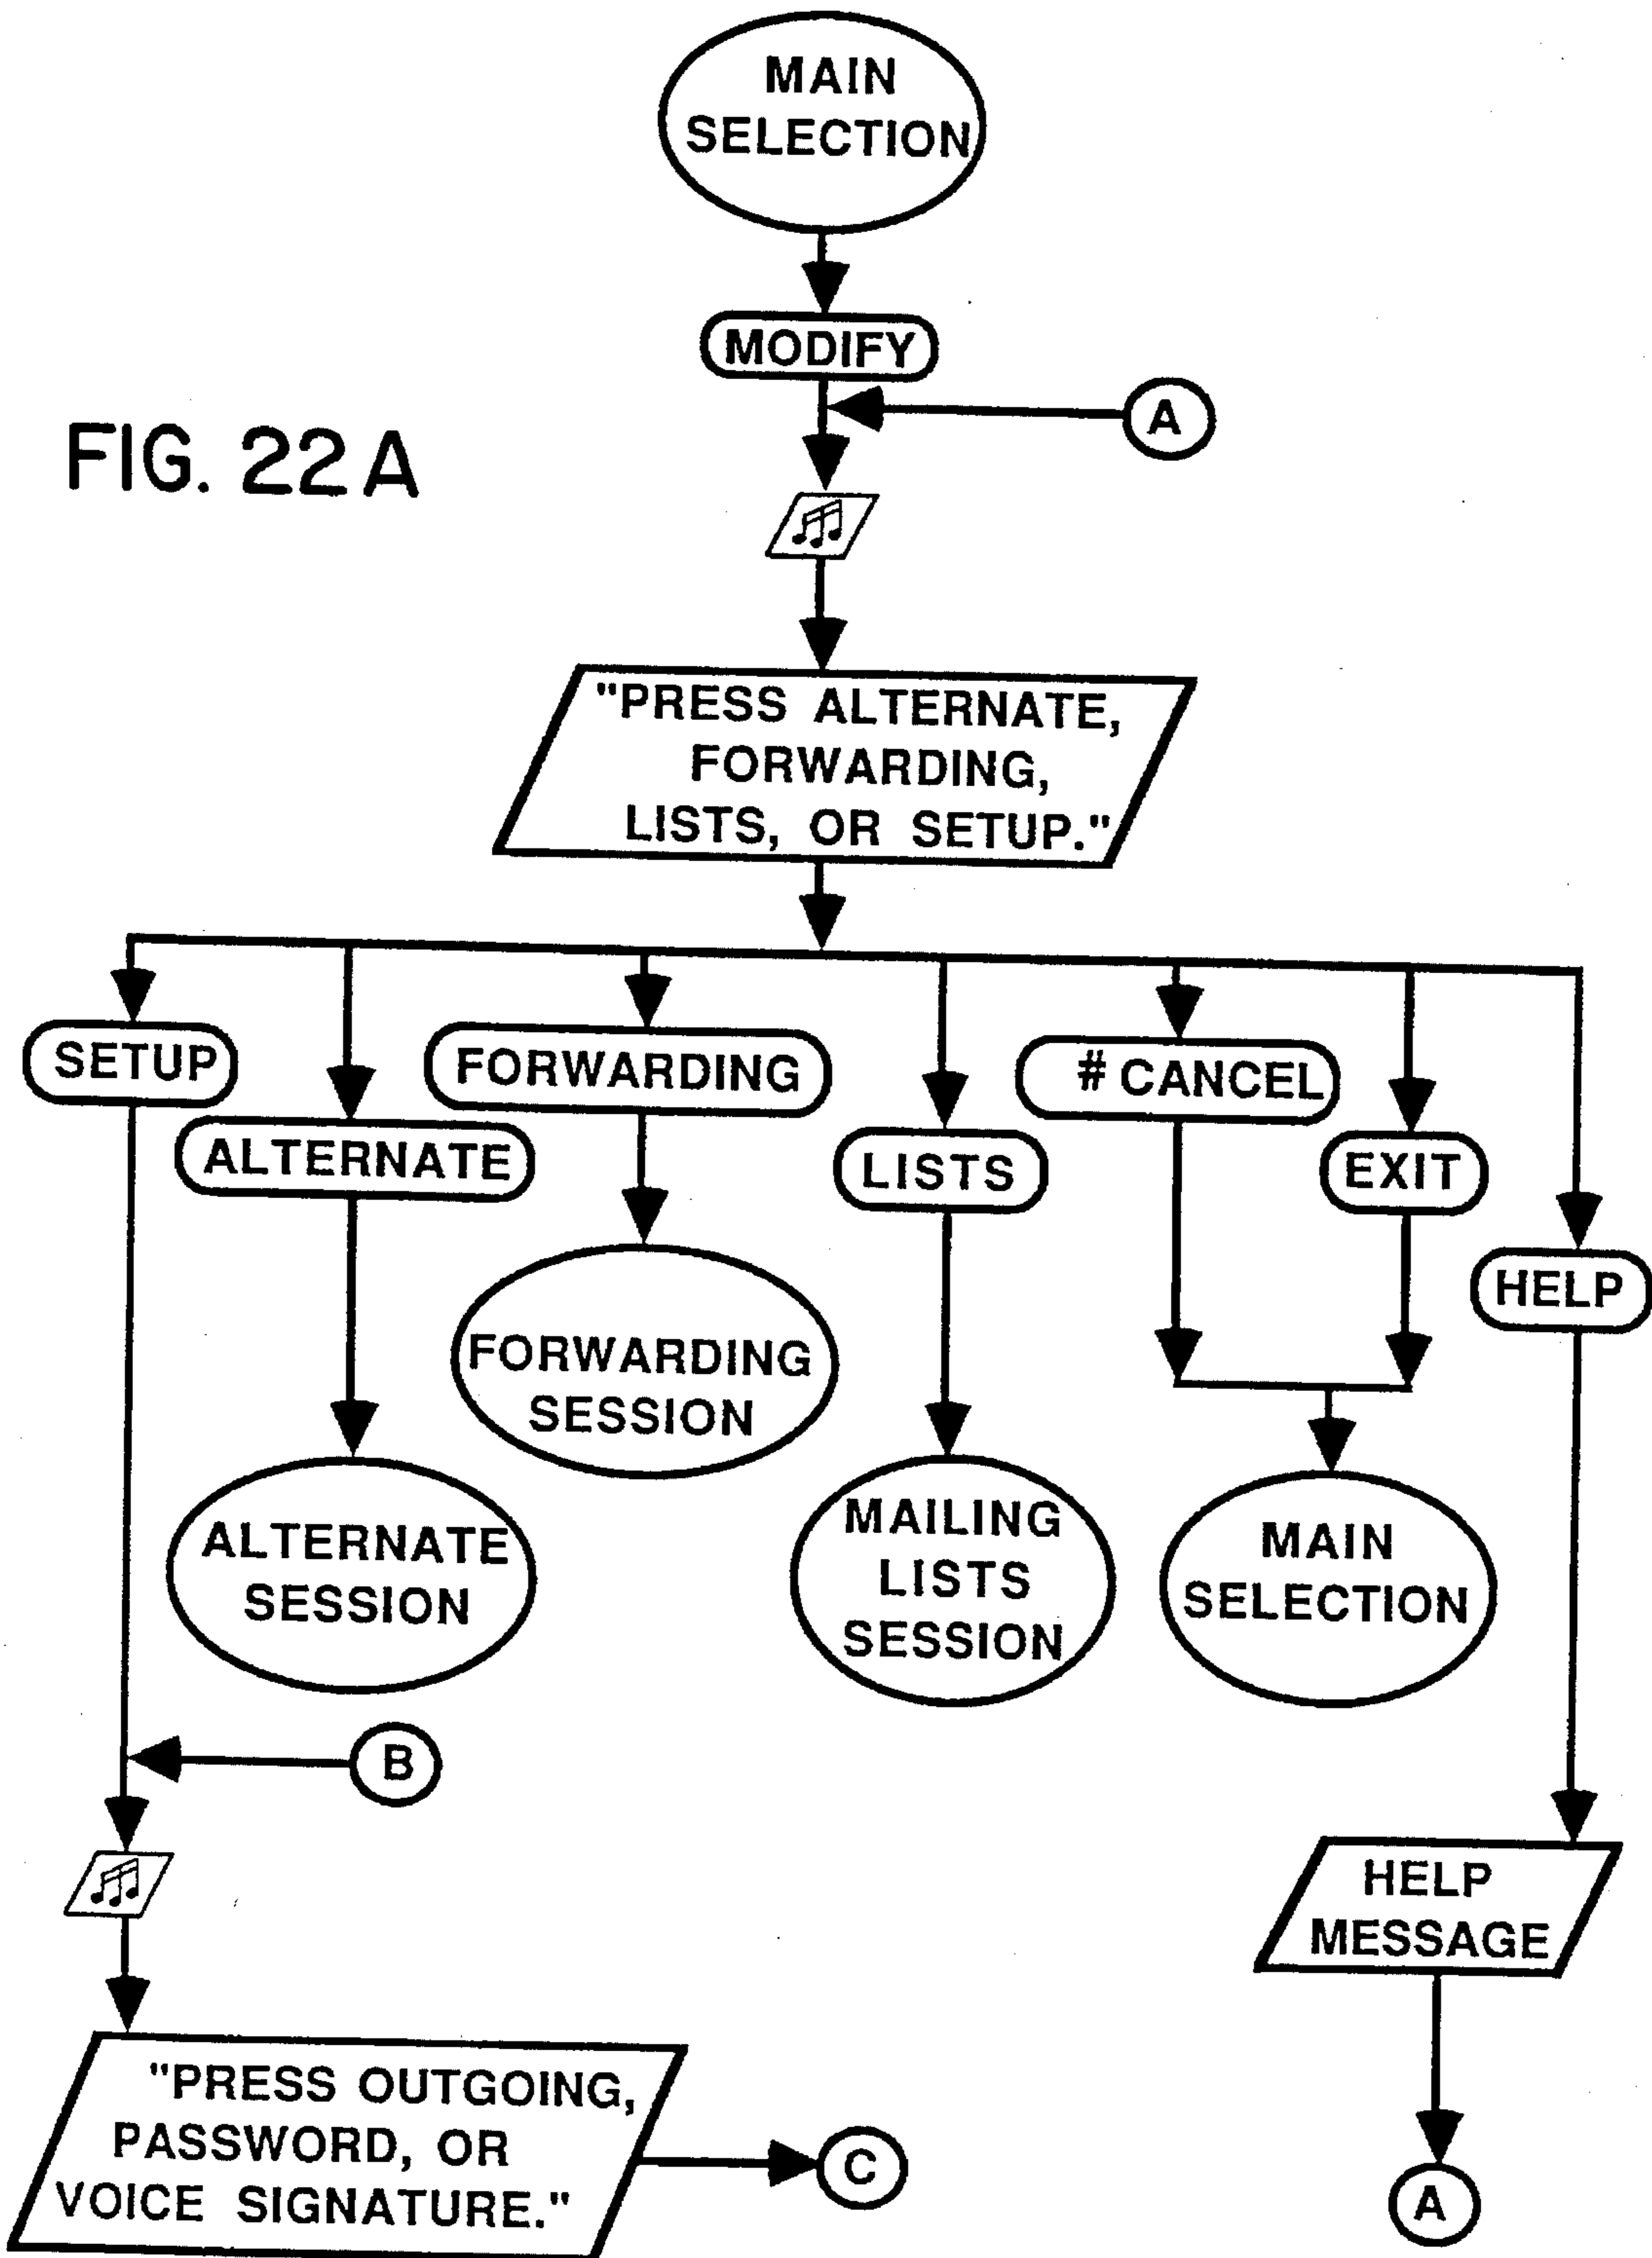 MAIN
SELECTION
MODIFY
A
FIG. 22A
"PRESS ALTERNATE,
FORWARDING,
LISTS, OR SETUP."
SETUP
FORWARDING
# CANCEL
ALTERNATE
LISTS
EXIT
HELP
FORWARDING
SESSION
ALTERNATE
SESSION
MAILING
LISTS
SESSION
MAIN
SELECTION
B
HELP
MESSAGE
"PRESS OUTGOING,
PASSWORD, OR
VOICE SIGNATURE."
C
A